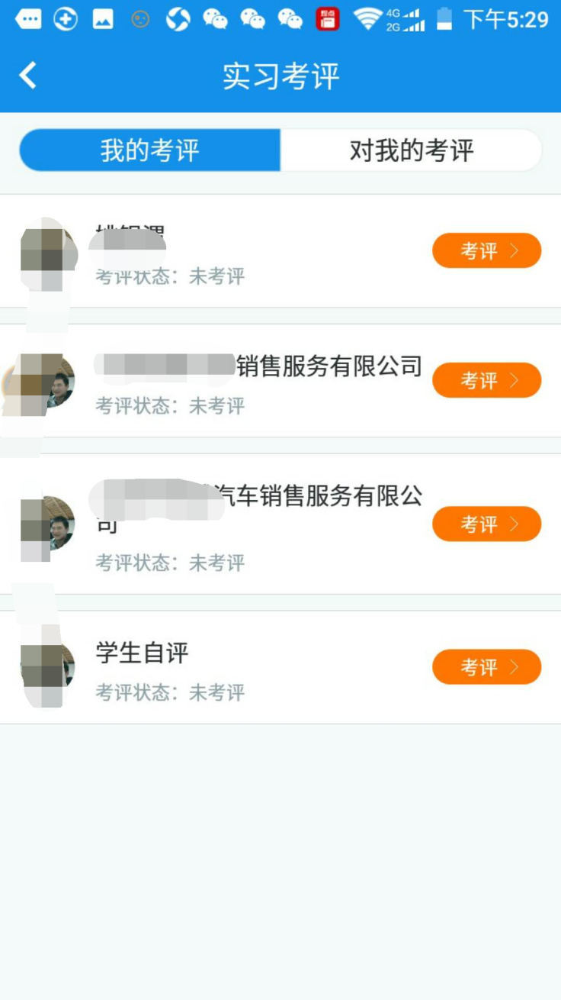 4G
2G
下午5:29
实习考评
我的考评
对我的考评
考评
考评状态：未考评
销售服务有限公司
考评
考评状态：未考评
汽车销售服务有限公
司
考评
考评状态：未考评
学生自评
考评
考评状态：未考评